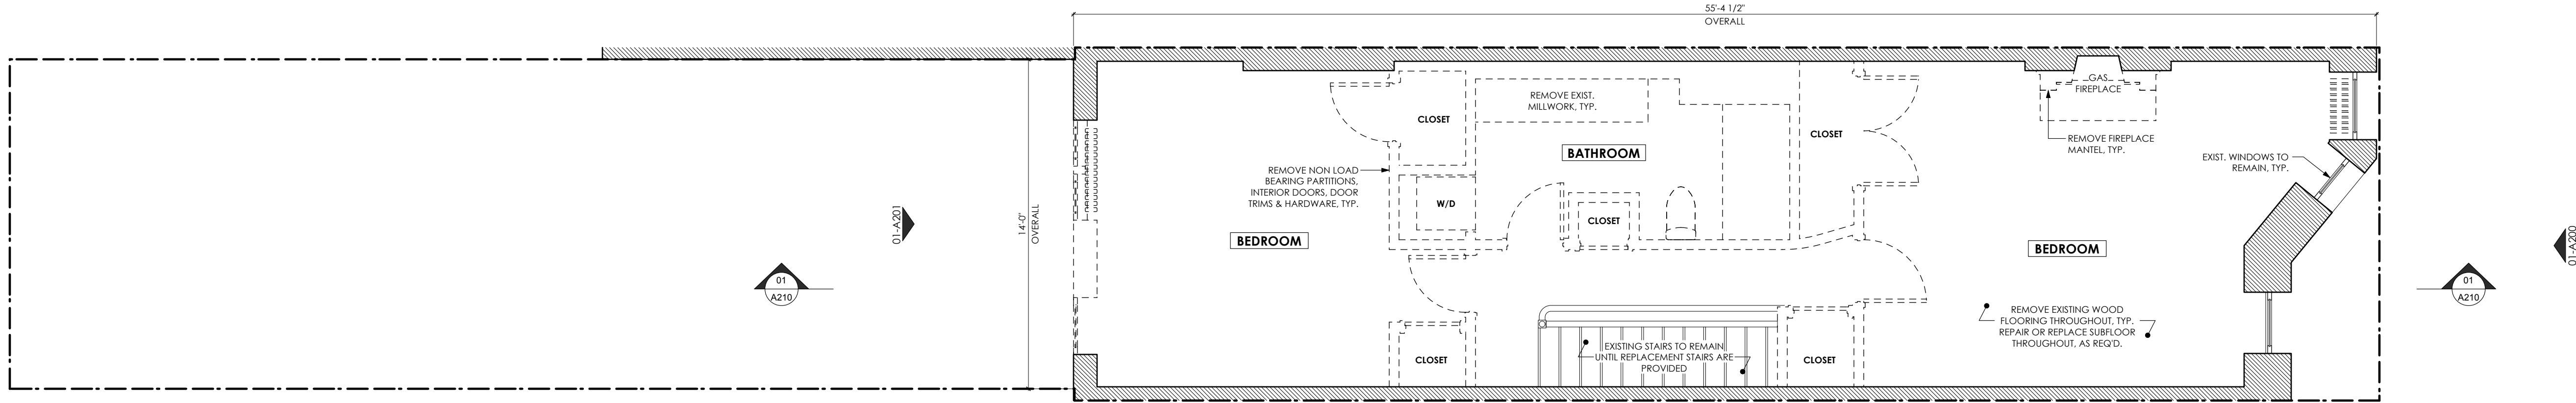 55'-4 1/2"
OVERALL
14'-0"
OVERALL
01-A201
01
A210
BEDROOM
REMOVE NON LOAD
BEARING PARTITIONS,
INTERIOR DOORS, DOOR
TRIMS & HARDWARE, TYP.
CLOSET
W/D
CLOSET
REMOVE EXIST.
MILLWORK, TYP.
BATHROOM
CLOSET
EXISTING STAIRS TO REMAIN
UNTIL REPLACEMENT STAIRS ARE
PROVIDED
CLOSET
CLOSET
GAS
FIREPLACE
REMOVE FIREPLACE
MANTEL, TYP.
EXIST. WINDOWS TO
REMAIN, TYP.
BEDROOM
REMOVE EXISTING WOOD
FLOORING THROUGHOUT, TYP.
REPAIR OR REPLACE SUBFLOOR
THROUGHOUT, AS REQ'D.
01
A210
01-A200